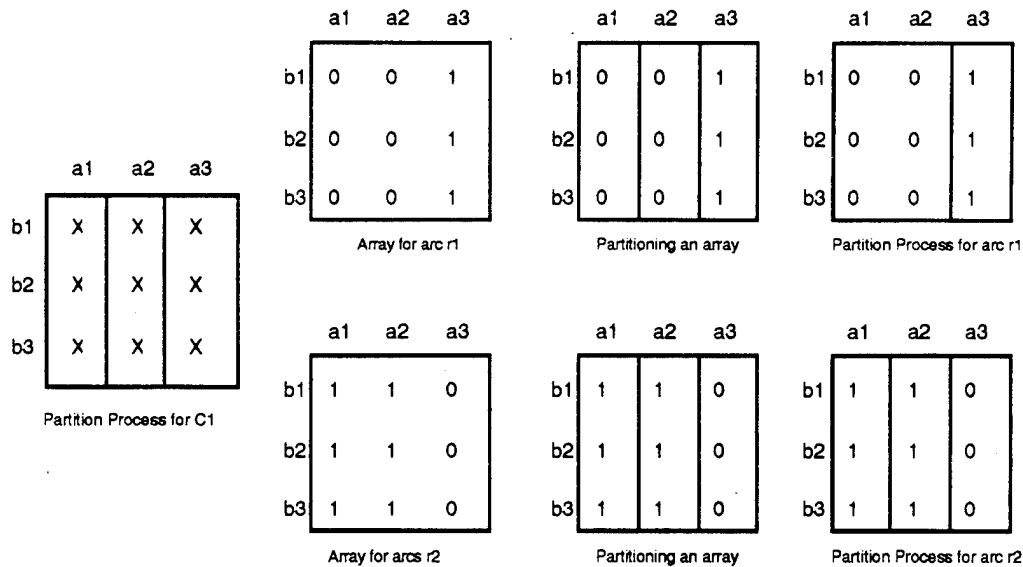 a1 a2 a3
b1 0 0 1
b2 0 0 1
b3 0 0 1
Array for arc r1
a1 a2 a3
b1 0 0 1
b2 0 0 1
b3 0 0 1
Partitioning an array
a1 a2 a3
b1 0 0 1
b2 0 0 1
b3 0 0 1
Partition Process for arc r1
a1 a2 a3
b1 X X X
b2 X X X
b3 X X X
Partition Process for C1
a1 a2 a3
b1 1 1 0
b2 1 1 0
b3 1 1 0
Array for arcs r2
a1 a2 a3
b1 1 1 0
b2 1 1 0
b3 1 1 0
Partitioning an array
a1 a2 a3
b1 1 1 0
b2 1 1 0
b3 1 1 0
Partition Process for arc r2